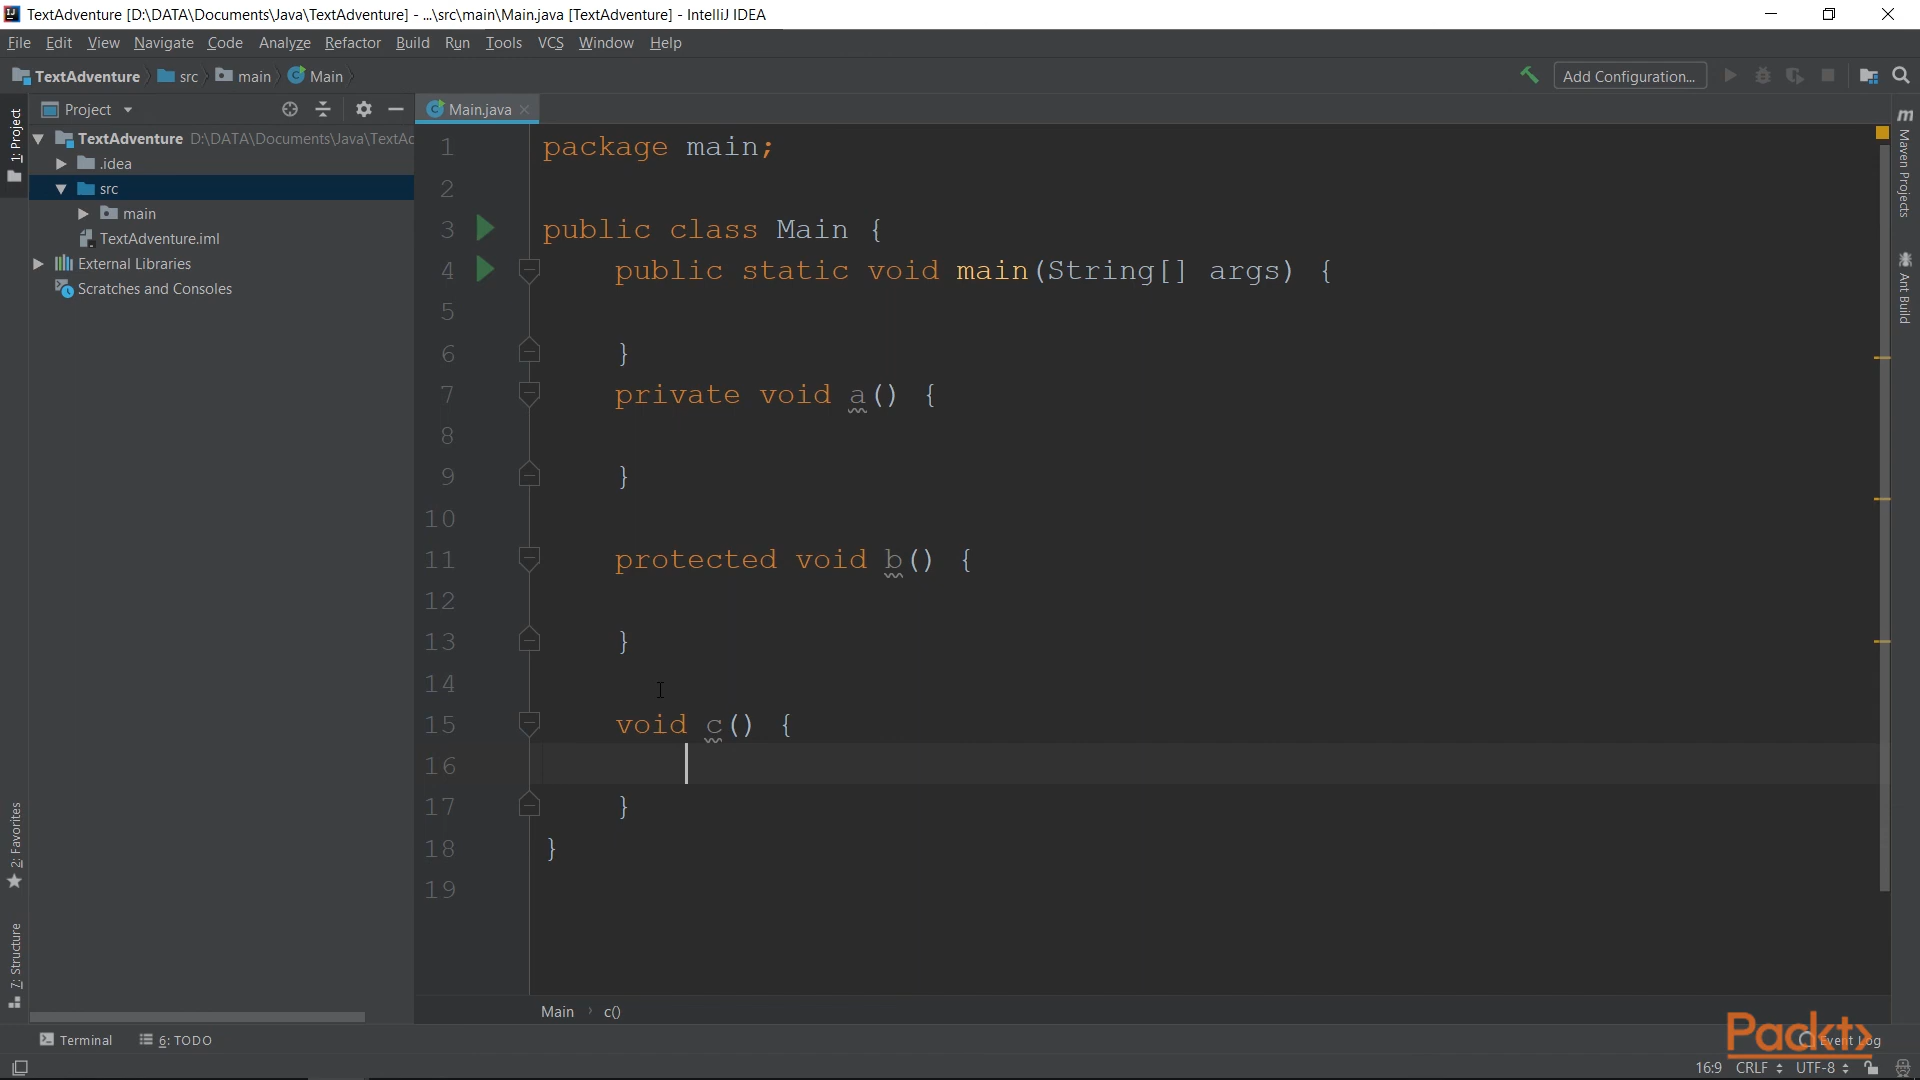 TextAdventure [D:\DATA\Documents\Java\TextAdventure] - ...\src\main\Main.java [TextAdventure] - IntelliJ IDEA
File Edit View Navigate Code Analyze Refactor Build Run Tools VCS Window Help
TextAdventure src main Main Add Configuration...
Project
Main.java
1: Project
TextAdventure D:\DATA\Documents\Java\TextAc
.idea
src
main
TextAdventure.iml
External Libraries
Scratches and Consoles
2: Favorites
7: Structure
1 package main;
2
3 public class Main {
4 public static void main(String[] args) {
5
6 }
7 private void a() {
8
9 }
10
11 protected void b() {
12
13 }
14
15 void c() {
16
17 }
18 }
19
Maven Projects
Ant Build
Main c()
Terminal 6: TODO
Event Log
Packt>
16:9 CRLF UTF-8